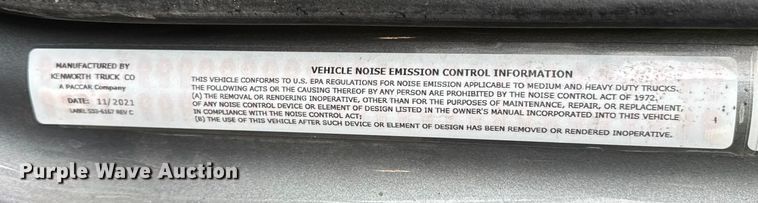 MANUFACTURED BY
KENWORTH TRUCK CO
A PACCAR Company
DATE: 11/2021
LABEL S32-6167 REV C
VEHICLE NOISE EMISSION CONTROL INFORMATION
THIS VEHICLE CONFORMS TO U.S. EPA REGULATIONS FOR NOISE EMISSION APPLICABLE TO MEDIUM AND HEAVY DUTY TRUCKS.
THE FOLLOWING ACTS OR THE CAUSING THEREOF BY ANY PERSON ARE PROHIBITED BY THE NOISE CONTROL ACT OF 1972,
(A) THE REMOVAL OR RENDERING INOPERATIVE, OTHER THAN FOR THE PURPOSES OF MAINTENANCE, REPAIR, OR REPLACEMENT,
OF ANY NOISE CONTROL DEVICE OR ELEMENT OF DESIGN LISTED IN THE OWNER'S MANUAL INCORPORATED INTO THIS VEHICLE
IN COMPLIANCE WITH THE NOISE CONTROL ACT;
(B) THE USE OF THIS VEHICLE AFTER SUCH DEVICE OR ELEMENT OF DESIGN HAS BEEN REMOVED OR RENDERED INOPERATIVE.
Purple Wave Auction